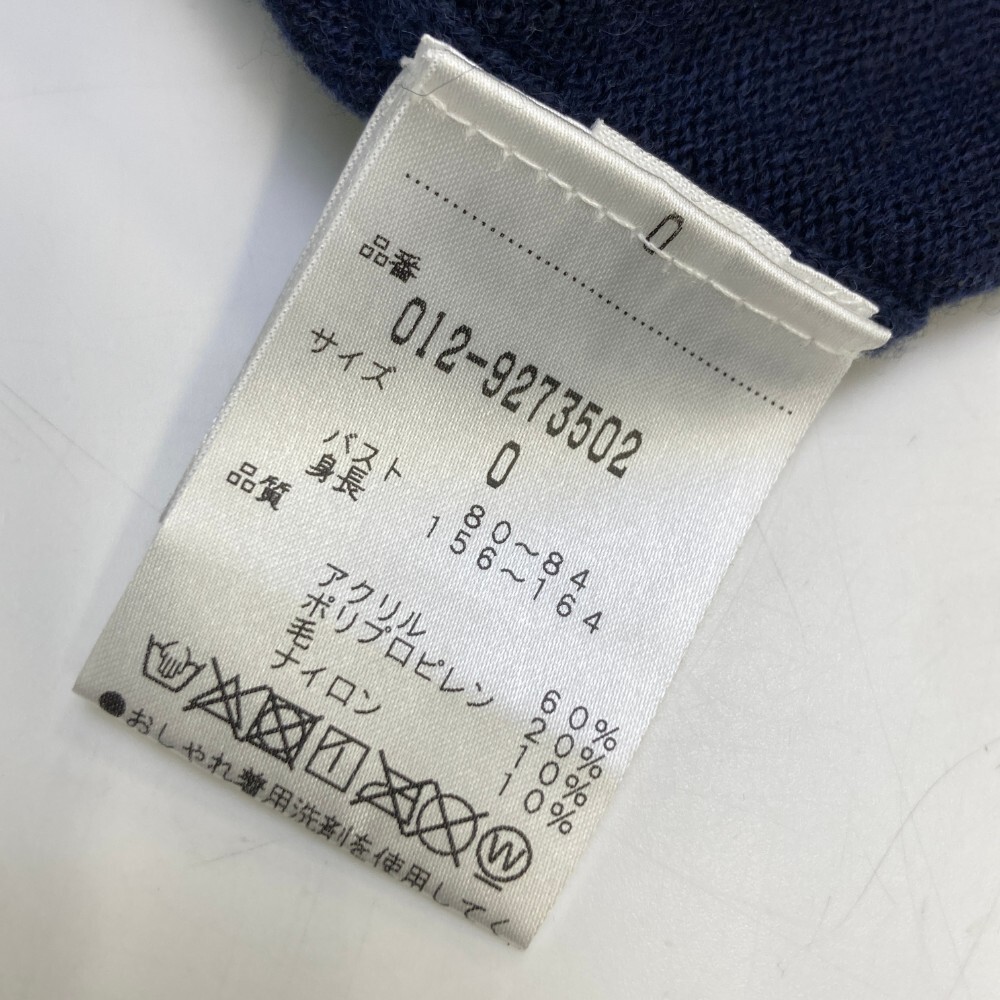 0
品番
012-9273502
サイズ 0
バスト 80〜84
身長 156〜164
品質
アクリル 60%
ポリプロピレン 20%
毛 10%
ナイロン 10%
W
●おしゃれ着用洗剤を使用してく